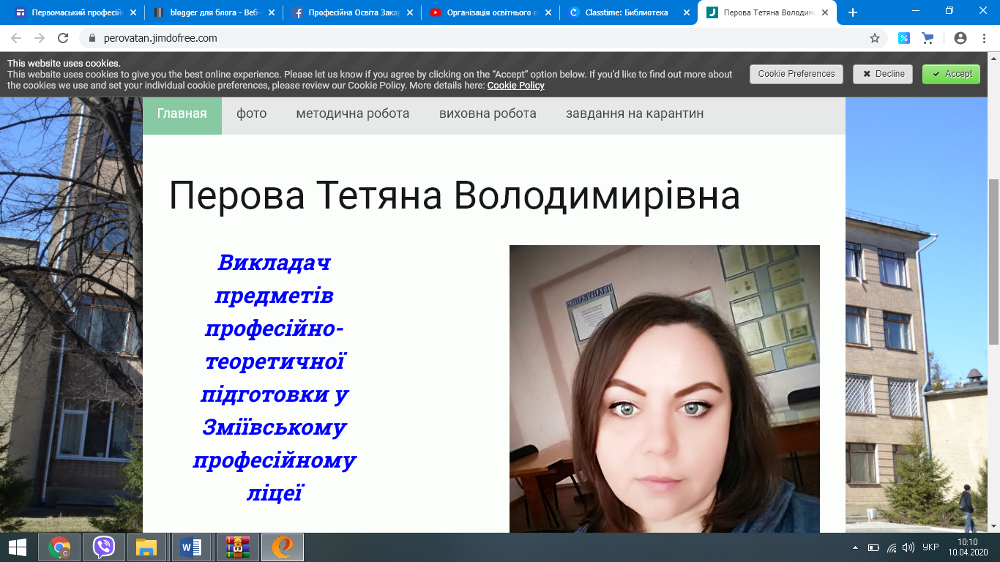 Первомаський професій
blogger для блога - Веб-
Професійна Освіта Зака
Організація освітнього с
Classtime: Библиотека
Перова Тетяна Володим
perovatan.jimdofree.com
This website uses cookies.
This website uses cookies to give you the best online experience. Please let us know if you agree by clicking on the “Accept” option below. If you'd like to find out more about
the cookies we use and set your individual cookie preferences, please review our Cookie Policy. More details here: Cookie Policy
Cookie Preferences
Decline
Accept
Главная
фото
методична робота
виховна робота
завдання на карантин
Перова Тетяна Володимирівна
Викладач
предметів
професійно-
теоретичної
підготовки у
Зміївському
професійному
ліцеї
ПЛАНУВАННЯ
УКР
10:10
10.04.2020